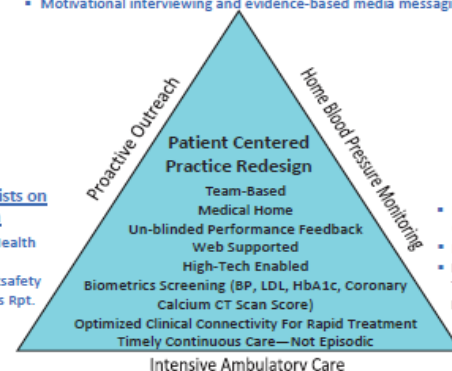 Motivational interviewing and evidence-based media messagi
Proactive Outreach
Home Blood Pressure Monitoring
Patient Centered
Practice Redesign
Team-Based
Medical Home
Un-blinded Performance Feedback
Web Supported
High-Tech Enabled
Biometrics Screening (BP, LDL, HbA1c, Coronary
Calcium CT Scan Score)
Optimized Clinical Connectivity For Rapid Treatment
Timely Continuous Care—Not Episodic
ists on
ealth
safety
s Rpt.
Intensive Ambulatory Care